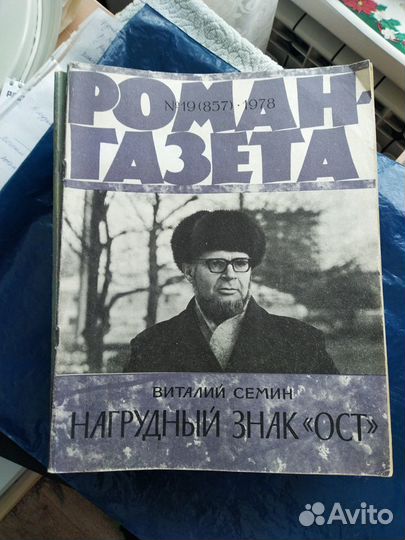 РОМАН-
№19(857)·1978
ГАЗЕТА
ВИТАЛИЙ СЕМИН
НАГРУДНЫЙ ЗНАК «ОСТ»
Avito